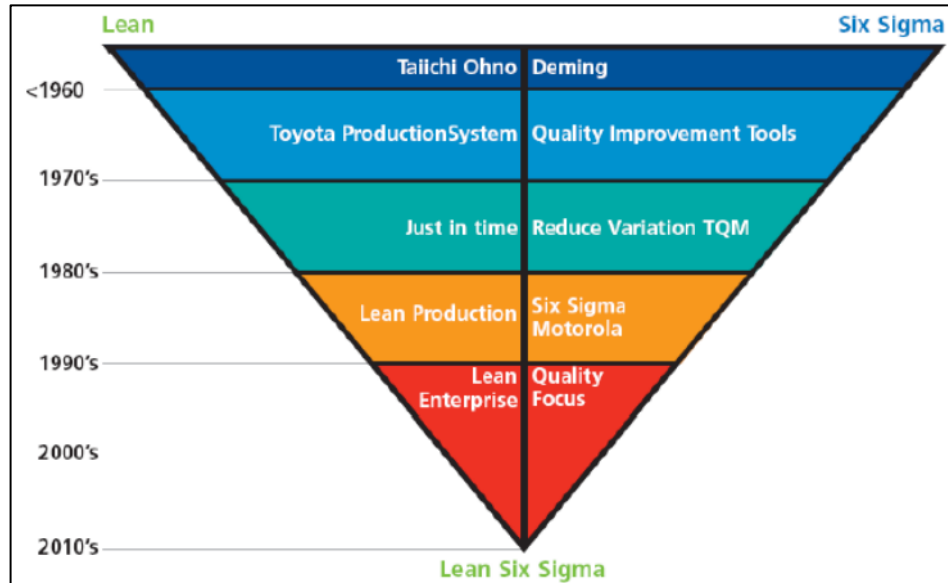 Lean Six Sigma
Taiichi Ohno Deming
<1960
Toyota ProductionSystem Quality Improvement Tools
1970's
Just in time Reduce Variation TQM
1980's
Lean Production Six Sigma
Motorola
1990's
Lean Quality
Enterprise Focus
2000's
2010's
Lean Six Sigma